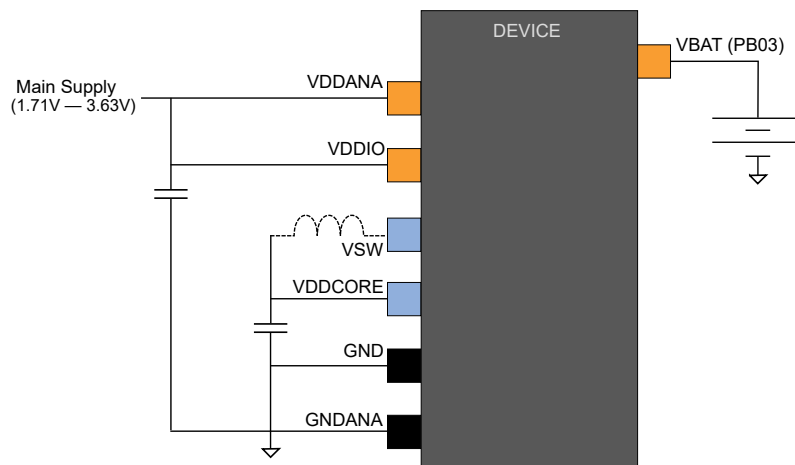 DEVICE
VBAT (PB03)
VDDANA
Main Supply
(1.71V — 3.63V)
VDDIO
VSW
VDDCORE
GND
GNDANA